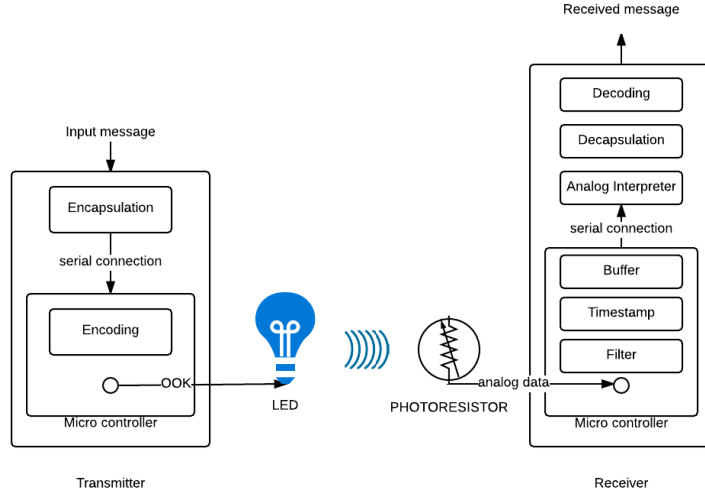 Received message
Decoding
Decapsulation
Analog Interpreter
serial connection
Buffer
Timestamp
Filter
Micro controller
Receiver
Input message
Encapsulation
serial connection
Encoding
OOK
Micro controller
Transmitter
LED
PHOTORESISTOR
analog data